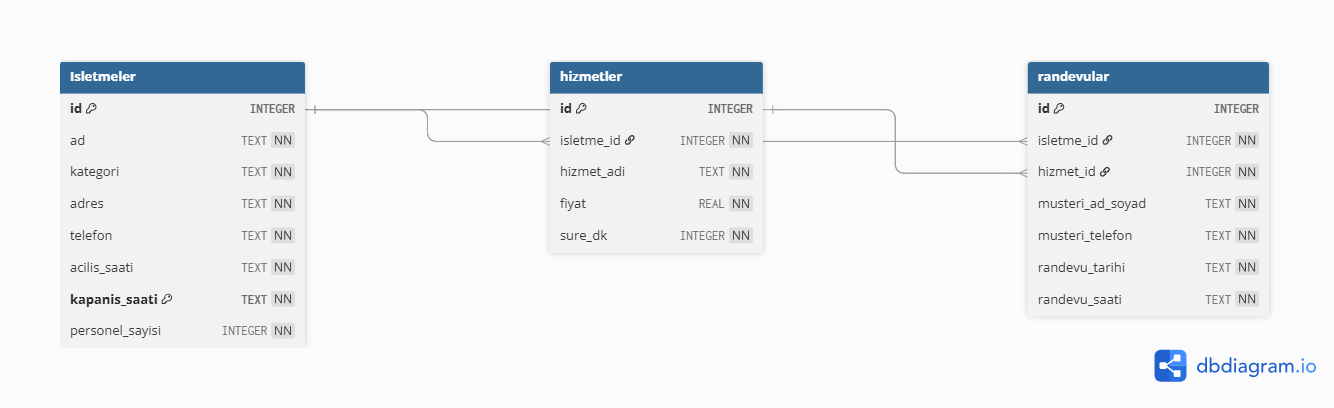 Isletmeler
id INTEGER
ad TEXT NN
kategori TEXT NN
adres TEXT NN
telefon TEXT NN
acilis_saati TEXT NN
kapanis_saati TEXT NN
personel_sayisi INTEGER NN
hizmetler
id INTEGER
isletme_id INTEGER NN
hizmet_adi TEXT NN
fiyat REAL NN
sure_dk INTEGER NN
randevular
id INTEGER
isletme_id INTEGER NN
hizmet_id INTEGER NN
musteri_ad_soyad TEXT NN
musteri_telefon TEXT NN
randevu_tarihi TEXT NN
randevu_saati TEXT NN
dbdiagram.io